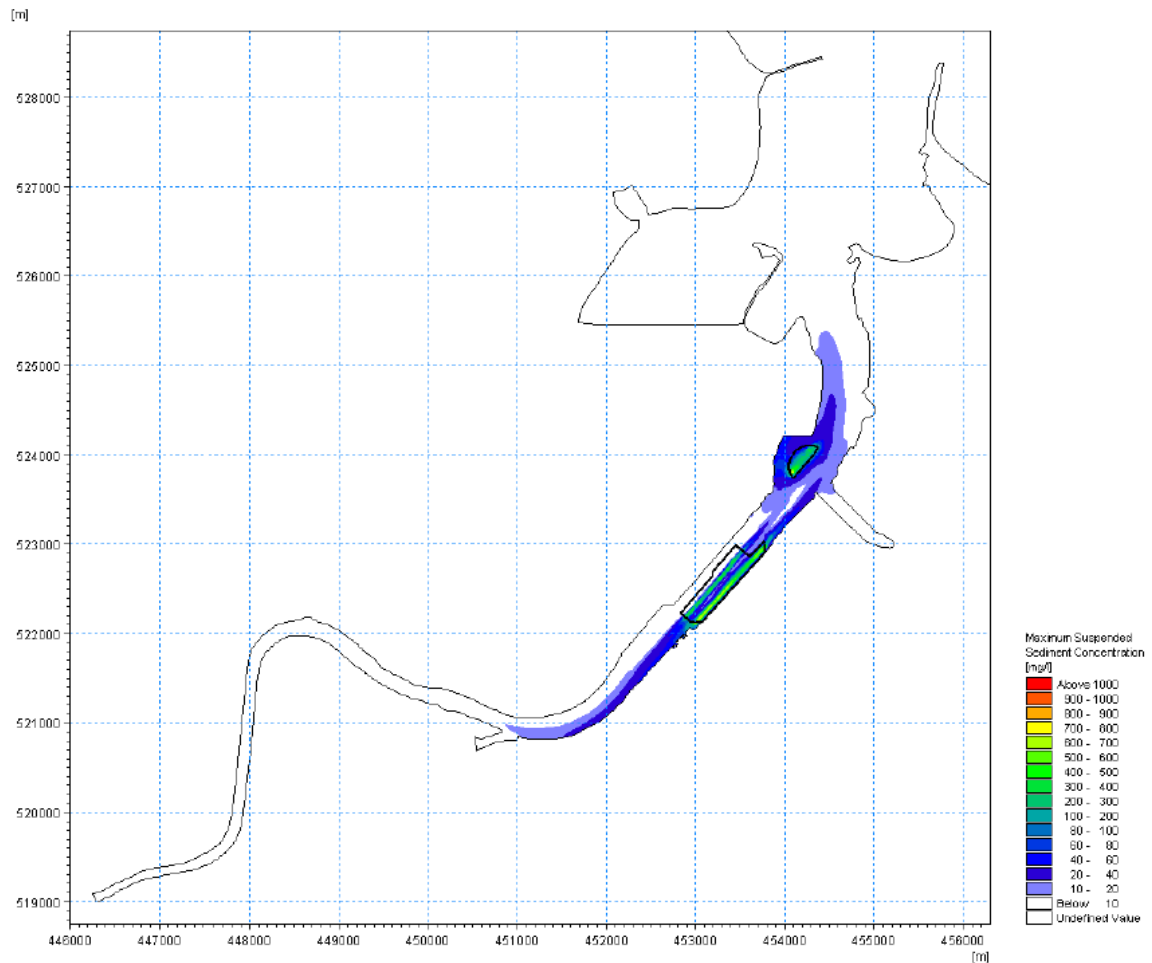 [m]
528000
527000
526000
525000
524000
523000
522000
521000
520000
519000
446000 447000 448000 449000 450000 451000 452000 453000 454000 455000 456000
[m]
Maximum Suspended
Sediment Concentration
[mg/l]
Above 1000
900 - 1000
800 - 900
700 - 800
600 - 700
500 - 600
400 - 500
300 - 400
200 - 300
100 - 200
80 - 100
60 - 80
40 - 60
20 - 40
10 - 20
Below 10
Undefined Value